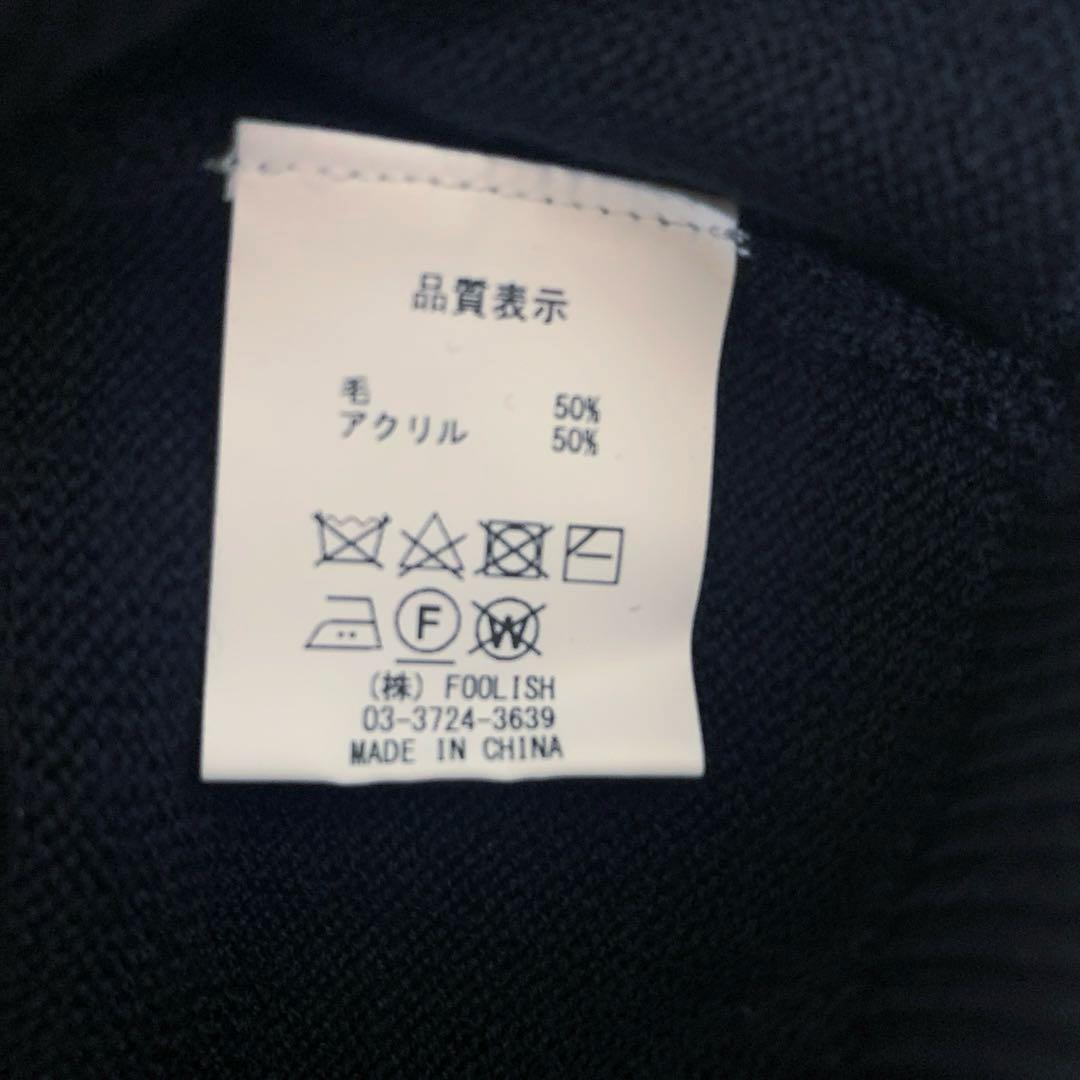 品質表示
毛 50%
アクリル 50%
F W
(株) FOOLISH
03-3724-3639
MADE IN CHINA